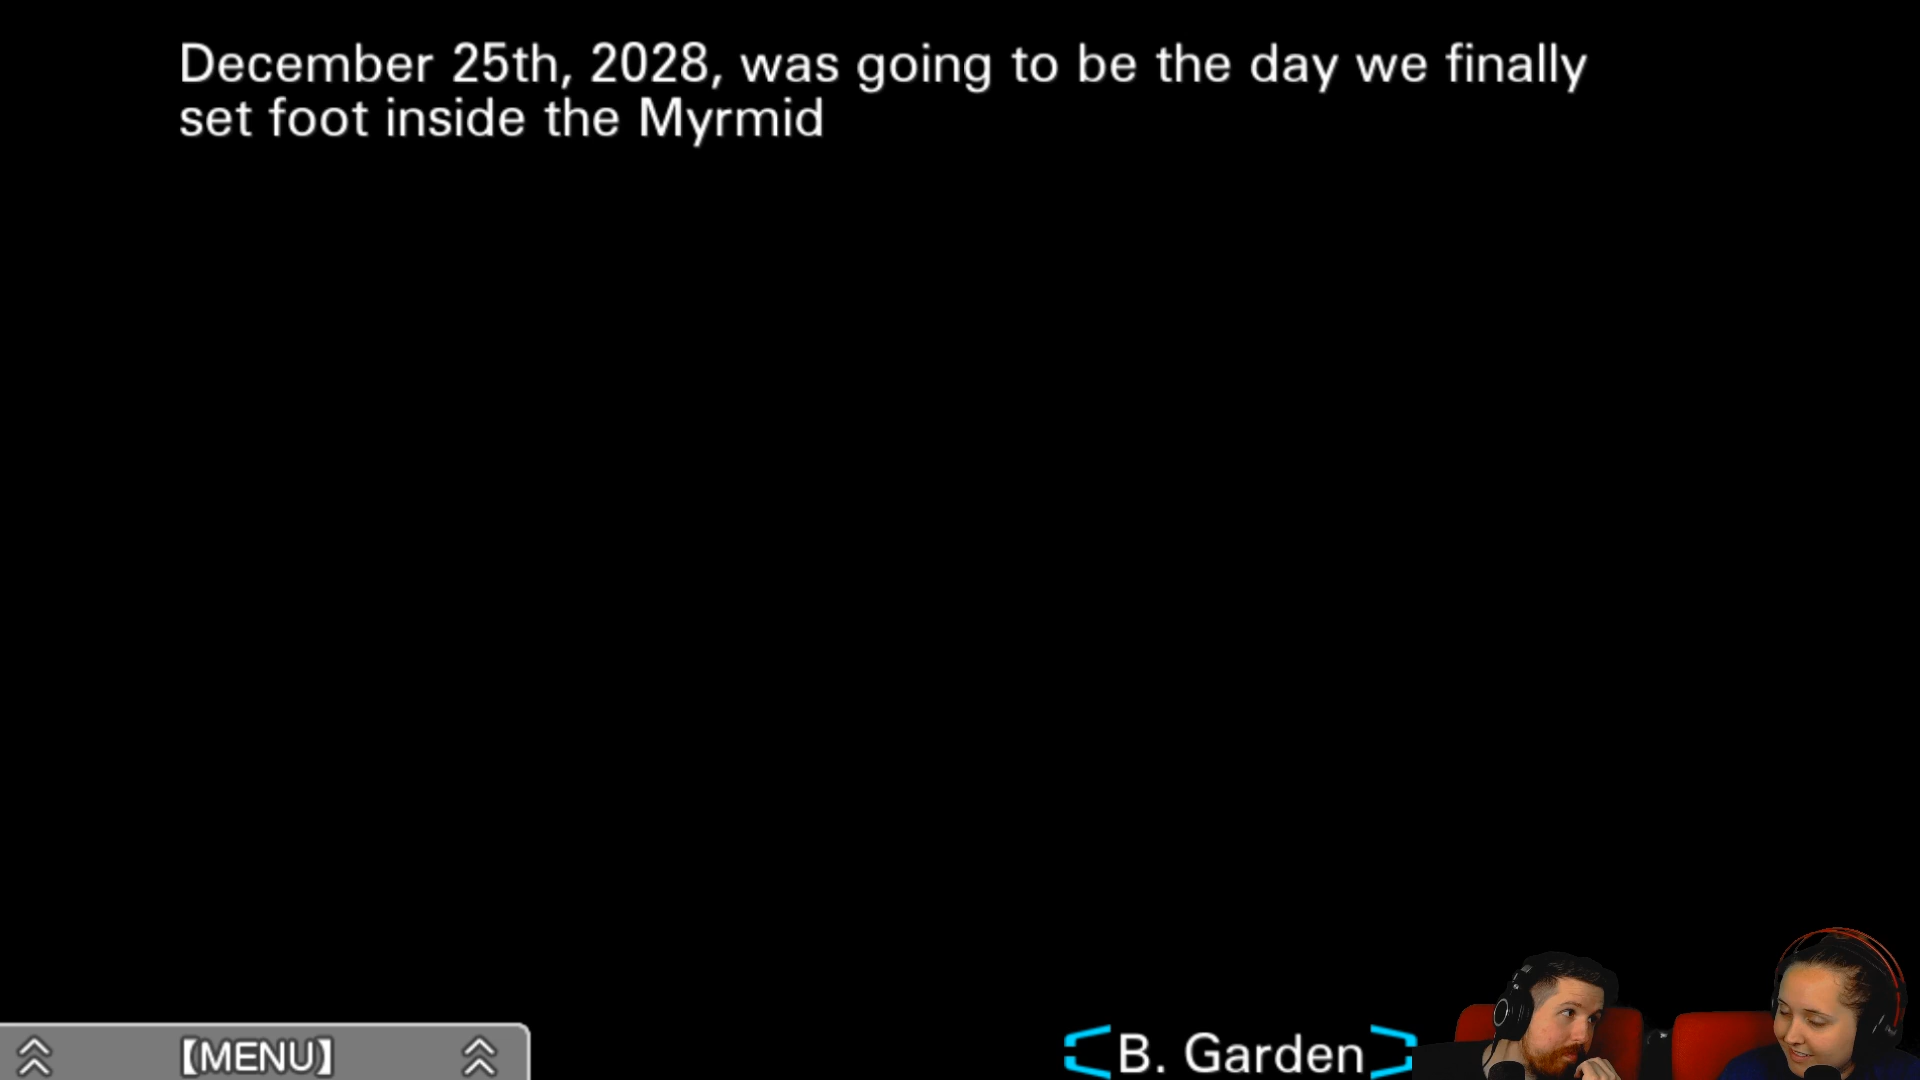 December 25th, 2028, was going to be the day we finally
set foot inside the Myrmid
【MENU】
B. Garden